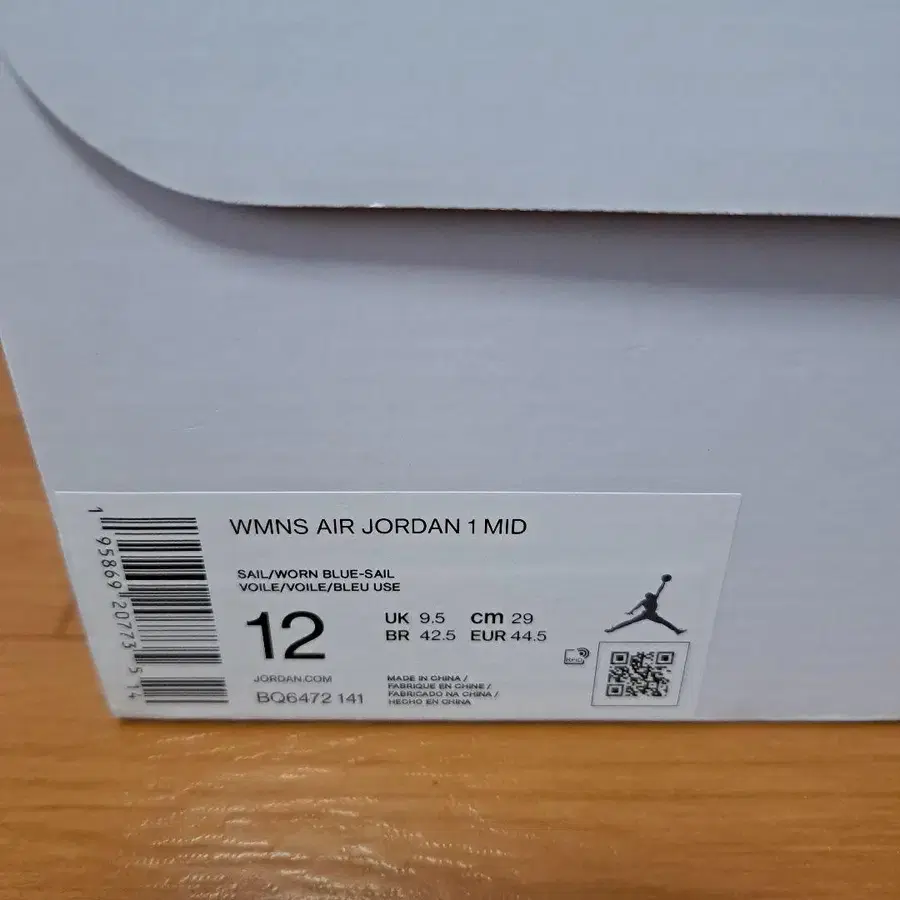 WMNS AIR JORDAN 1 MID
SAIL/WORN BLUE-SAIL
VOILE/VOILE/BLEU USE
12
UK 9.5 cm 29
BR 42.5 EUR 44.5
JORDAN.COM
BQ6472 141
MADE IN CHINA /
FABRIQUE EN CHINE /
FABRICADO NA CHINA /
HECHO EN CHINA
RFID
1 95869 20773 5 14